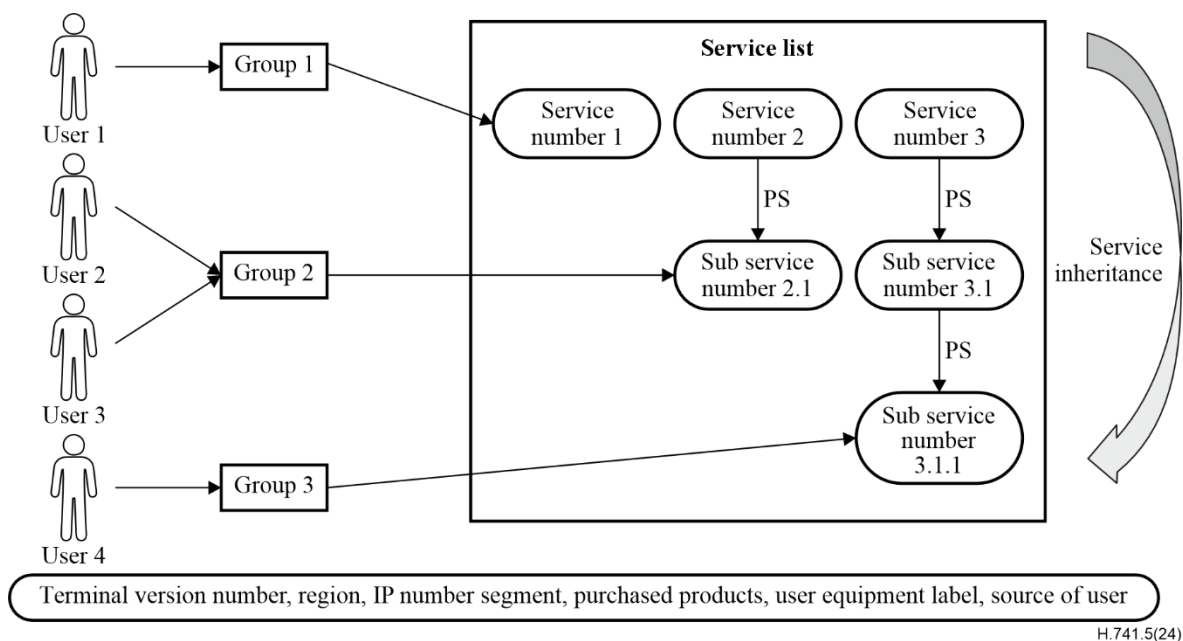 Service list
Group 1
Service
number 1
Service
number 2
Service
number 3
User 1
PS
PS
User 2
Group 2
Sub service
number 2.1
Sub service
number 3.1
Service
inheritance
User 3
PS
Sub service
number
3.1.1
Group 3
User 4
Terminal version number, region, IP number segment, purchased products, user equipment label, source of user
H.741.5(24)